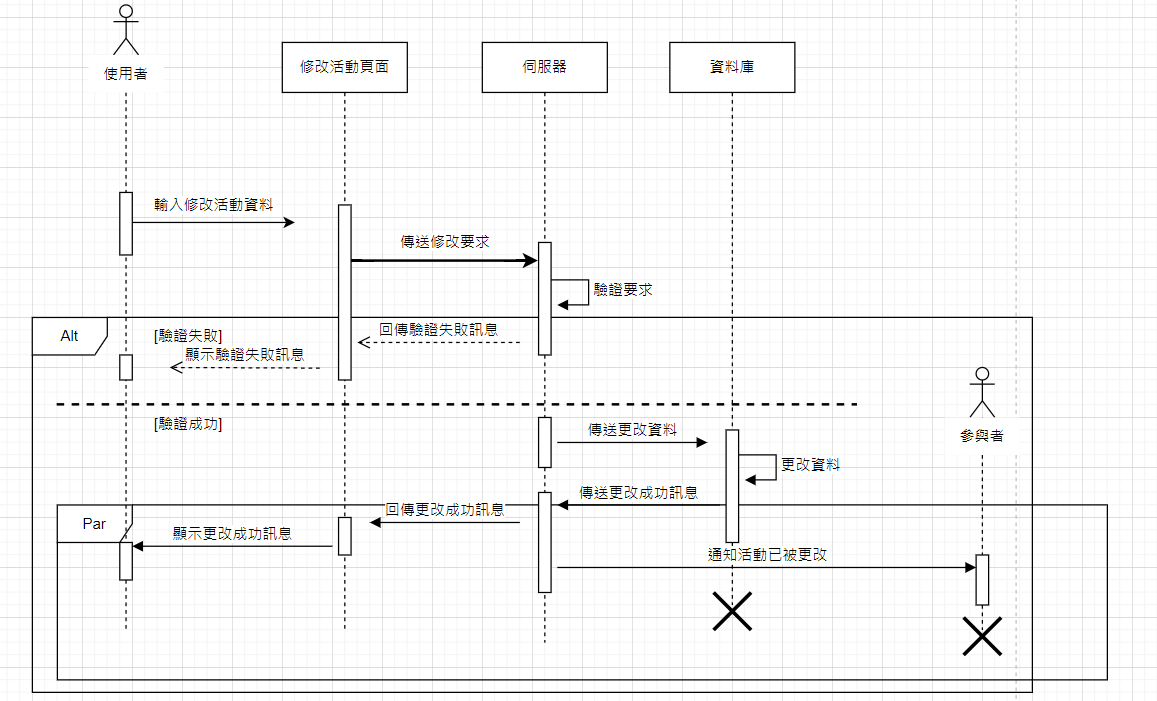 使用者
修改活動頁面
伺服器
資料庫
輸入修改活動資料
傳送修改要求
驗證要求
Alt
[驗證失敗]
回傳驗證失敗訊息
顯示驗證失敗訊息
[驗證成功]
傳送更改資料
參與者
更改資料
傳送更改成功訊息
回傳更改成功訊息
Par
顯示更改成功訊息
通知活動已被更改